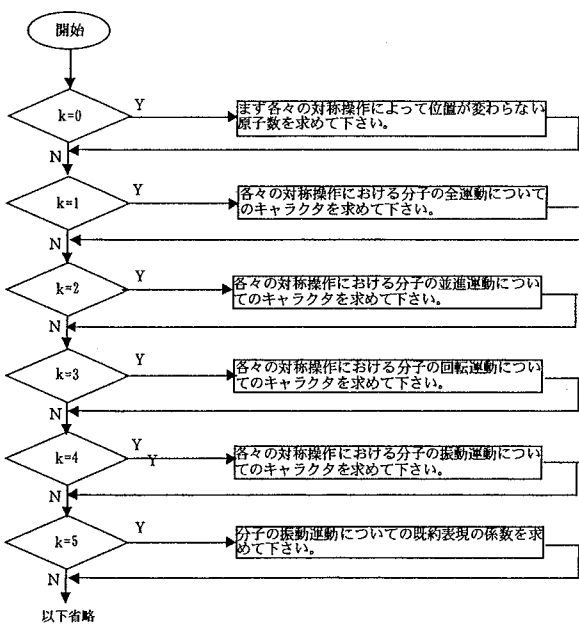 開始
k=0
Y
まず各々の対称操作によって位置が変わらない
原子数を求めて下さい。
N
k=1
Y
各々の対称操作における分子の全運動について
のキャラクタを求めて下さい。
N
k=2
Y
各々の対称操作における分子の並進運動につい
てのキャラクタを求めて下さい。
N
k=3
Y
各々の対称操作における分子の回転運動につい
てのキャラクタを求めて下さい。
N
k=4
Y
Y
各々の対称操作における分子の振動運動につい
てのキャラクタを求めて下さい。
N
k=5
Y
分子の振動運動についての既約表現の係数を求
めて下さい。
N
以下省略